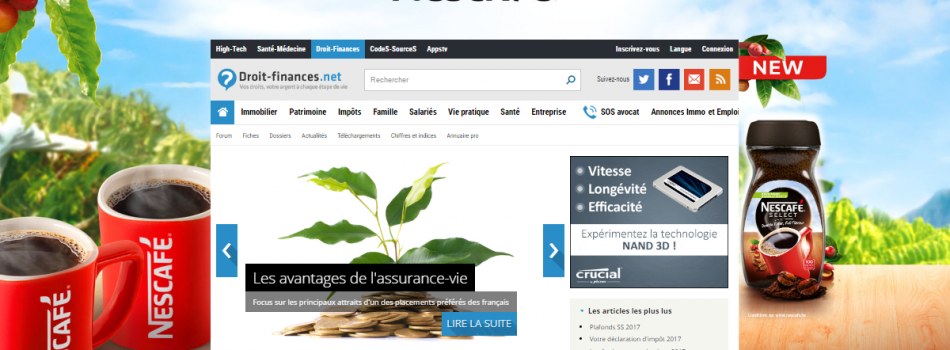 High-Tech Santé-Médecine Droit-Finances CodeS-SourceS Appstv Inscrivez-vous Langue Connexion
Droit-finances.net
Vos droits, votre argent à chaque étape de vie
Rechercher
Suivez-nous
NEW
Immobilier Patrimoine Impôts Famille Salariés Vie pratique Santé Entreprise SOS avocat Annonces Immo et Emploi
Forum Fiches Dossiers Actualités Téléchargements Chiffres et indices Annuaire pro
Vitesse
Longévité
Efficacité
Expérimentez la technologie
NAND 3D !
crucial
Les avantages de l'assurance-vie
Focus sur les principaux attraits d'un des placements préférés des français
LIRE LA SUITE
Les articles les plus lus
Plafonds SS 2017
Votre déclaration d'impôt 2017
NESCAFÉ
NESCAFÉ
NESCAFÉ
SELECT